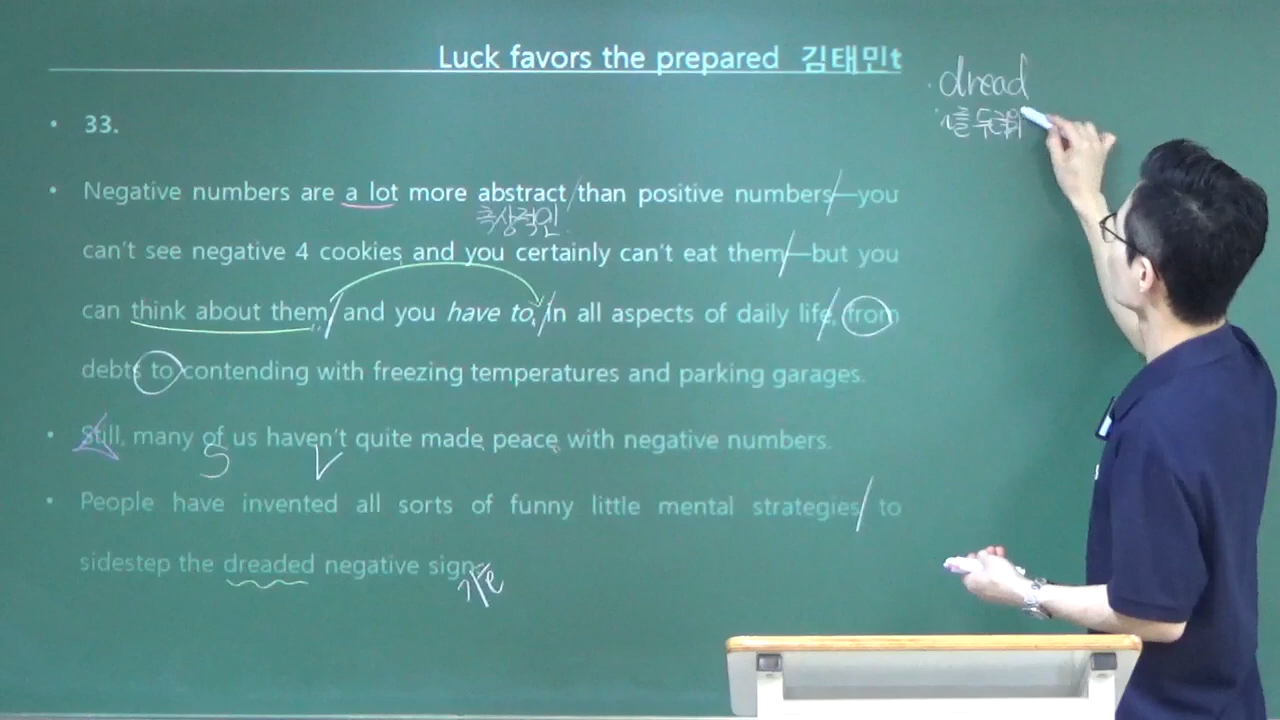 Luck favors the prepared 김태민t
• 33.
• Negative numbers are a lot more abstract than positive numbers—you
추상적인
can't see negative 4 cookies and you certainly can't eat them—but you
can think about them, and you have to, in all aspects of daily life, from
debts to contending with freezing temperatures and parking garages.
• Still, many of us haven't quite made peace with negative numbers.
S V
• People have invented all sorts of funny little mental strategies to
sidestep the dreaded negative sign.
dread
~를 두려워